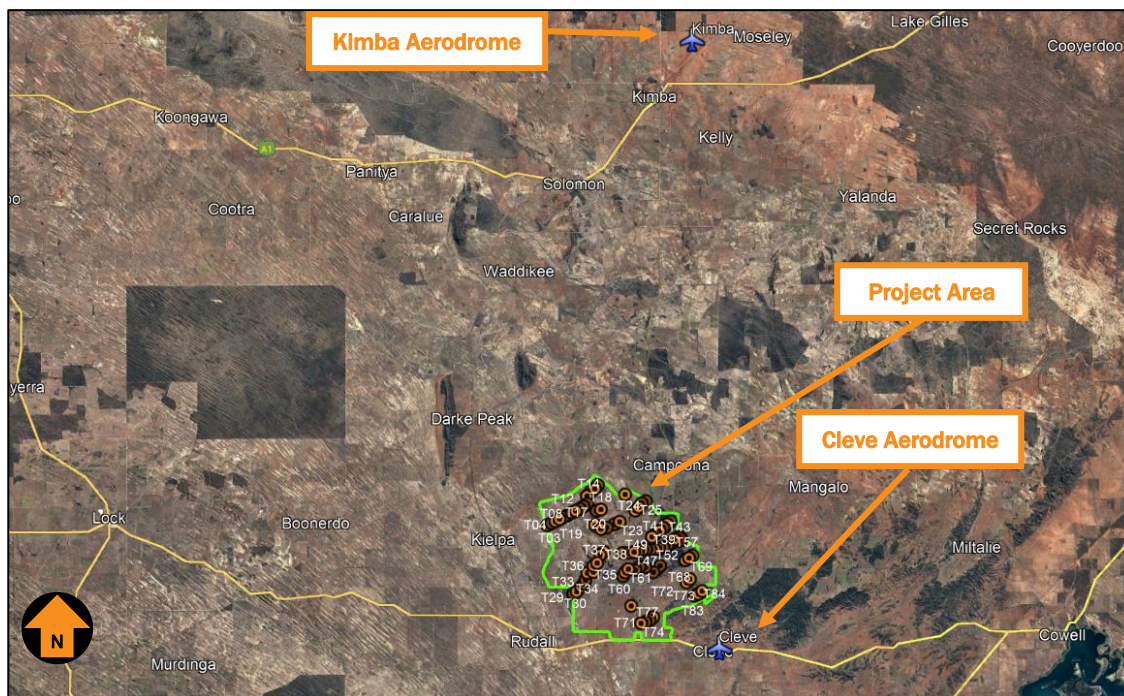 Lake Gilles
Kimba Aerodrome
Kimba
Moseley
Cooyerdoo
Kimba
Koongawa
Kelly
A1
Panitya
Solomon
Yalanda
Cootra
Caralue
Secret Rocks
Waddikee
Project Area
yerra
Darke Peak
Cleve Aerodrome
Campoona
Mangalo
T14
T12
T18
T08
T17
T24
T25
Lock
Boonerdo
T04
T03
T19
T20
T23
T41
T43
Kielpa
T39
T57
T49
T37
T38
T52
Miltalie
T36
T47
T69
T33
T35
T61
T34
T60
T68
T72
T29
T30
T73
T84
T83
T77
T71
T74
Rudall
Cleve
Cowell
N
Murdinga